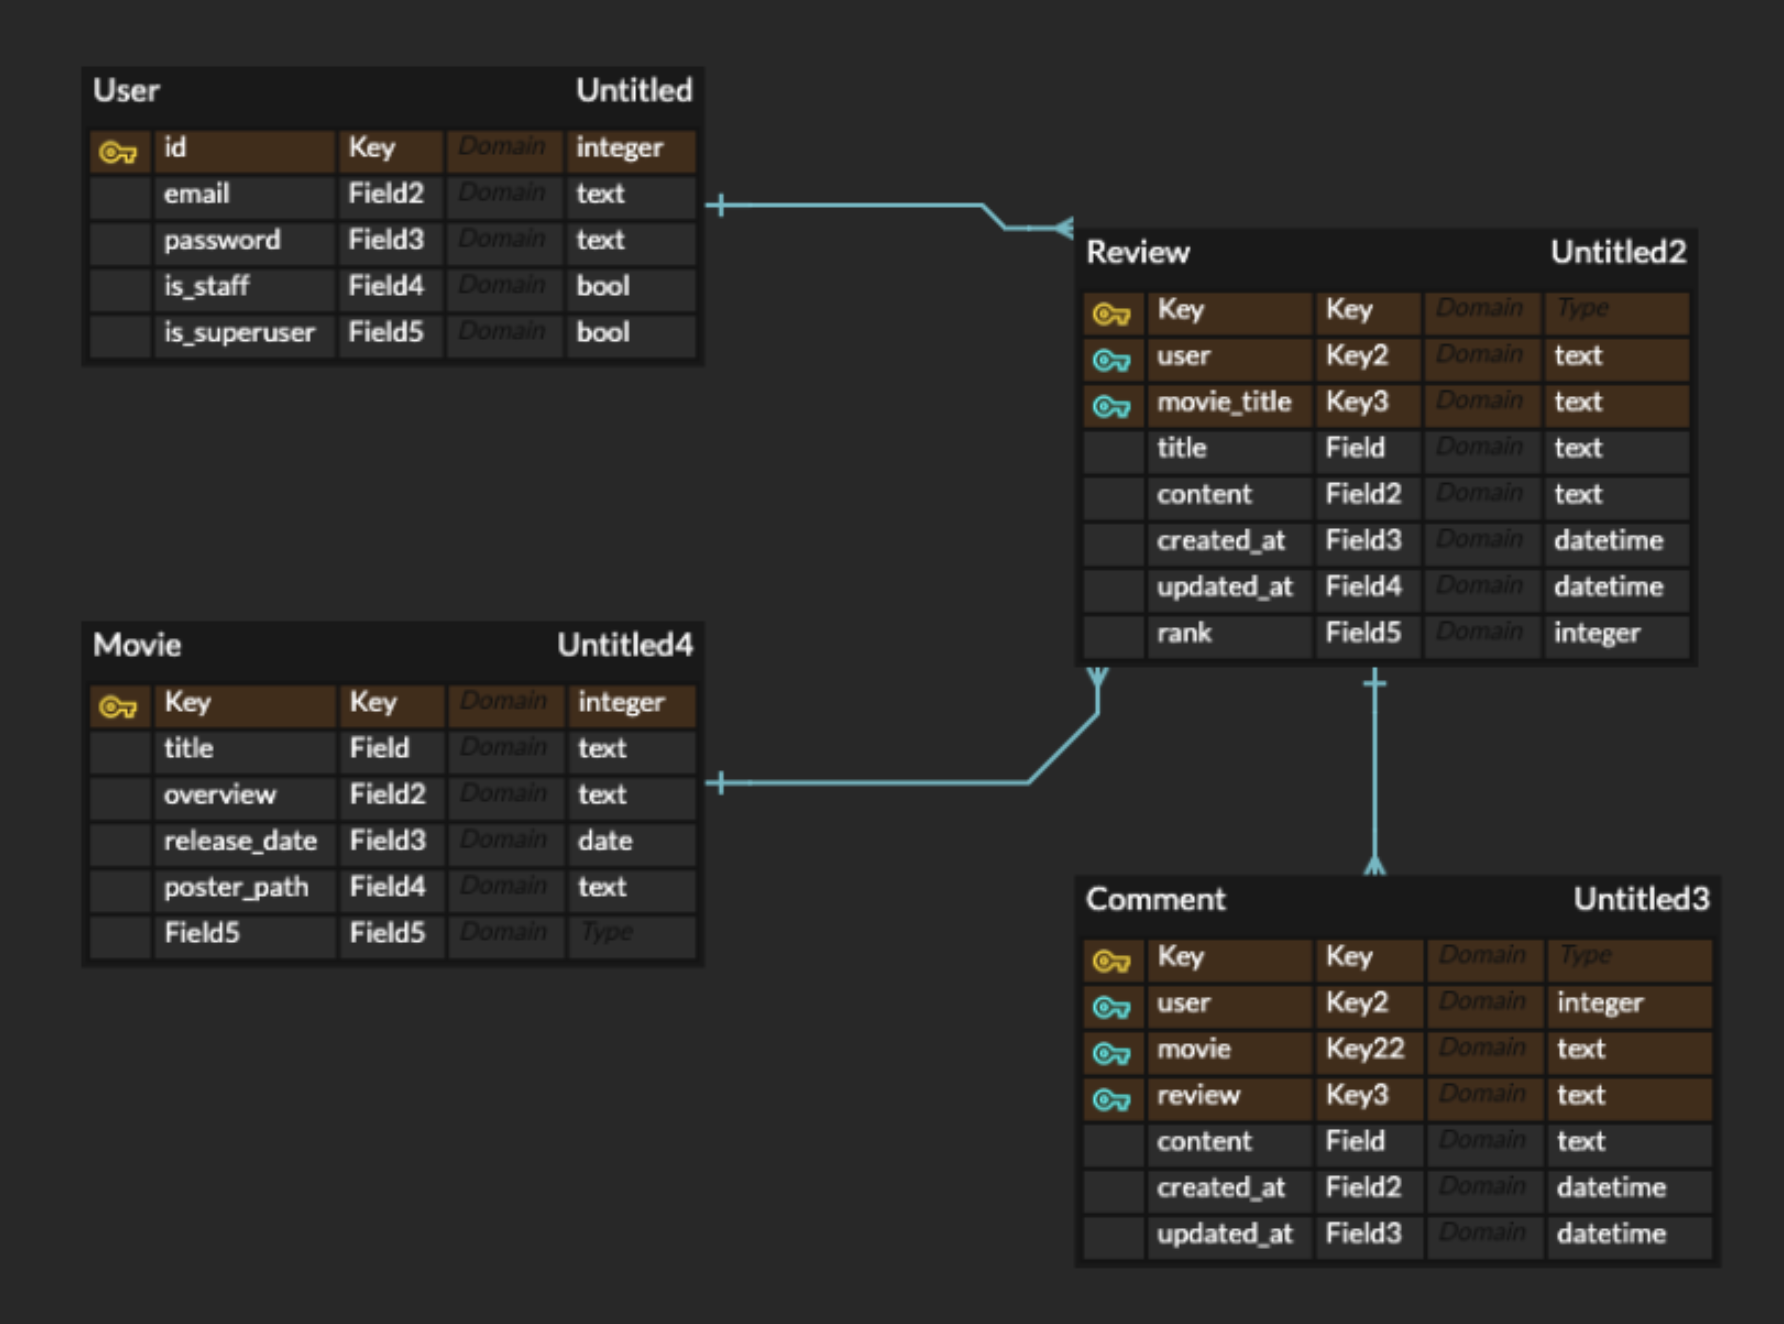 User Untitled
id Key Domain integer
email Field2 Domain text
password Field3 Domain text
is_staff Field4 Domain bool
is_superuser Field5 Domain bool
Review Untitled2
Key Key Domain Type
user Key2 Domain text
movie_title Key3 Domain text
title Field Domain text
content Field2 Domain text
created_at Field3 Domain datetime
updated_at Field4 Domain datetime
rank Field5 Domain integer
Movie Untitled4
Key Key Domain integer
title Field Domain text
overview Field2 Domain text
release_date Field3 Domain date
poster_path Field4 Domain text
Field5 Field5 Domain Type
Comment Untitled3
Key Key Domain Type
user Key2 Domain integer
movie Key22 Domain text
review Key3 Domain text
content Field Domain text
created_at Field2 Domain datetime
updated_at Field3 Domain datetime